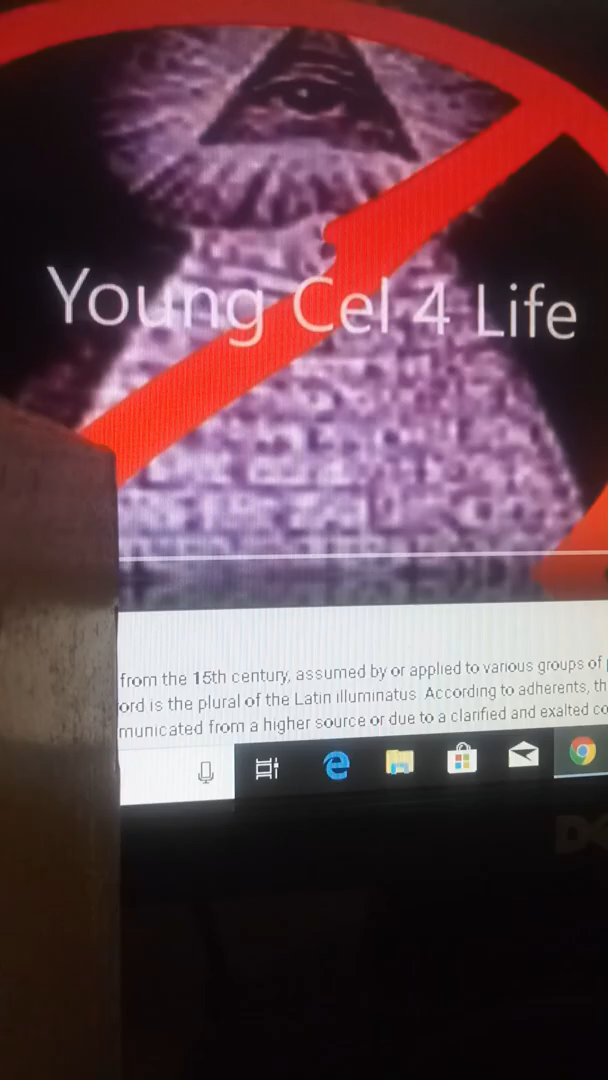 Young Cel 4 Life
from the 15th century, assumed by or applied to various groups of
ord is the plural of the Latin illuminatus. According to adherents, th
municated from a higher source or due to a clarified and exalted co